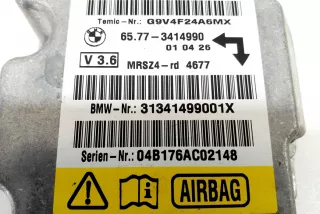 Temic-Nr.: G9V4F24A6MX
65.77-3414990
01 04 26
V 3.6
MRSZ4-rd 4677
BMW-Nr.: 31341499001X
Serien-Nr.: 04B176AC02148
AIRBAG